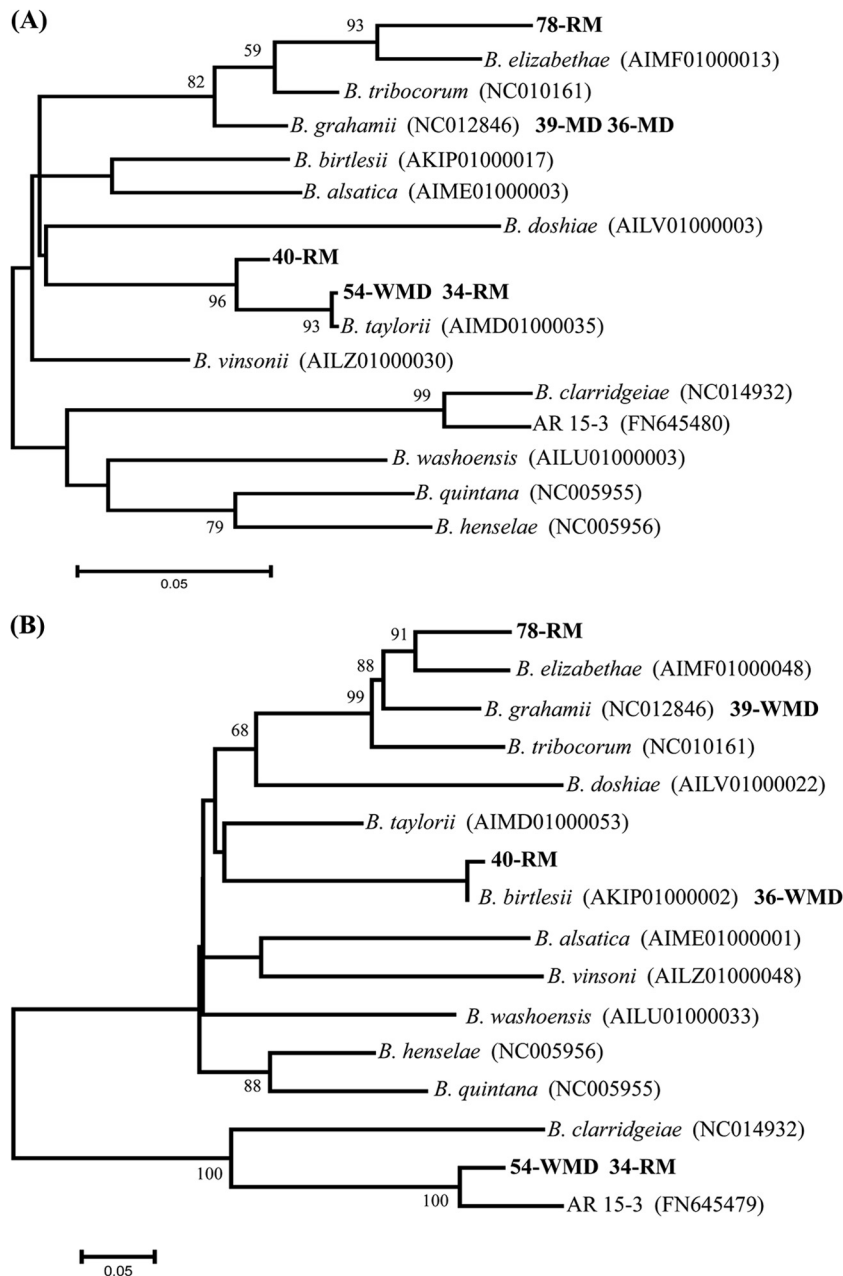 (A)
93
78-RM
59
B. elizabethae (AIMF01000013)
82
B. tribocorum (NC010161)
B. grahamii (NC012846) 39-MD 36-MD
B. birtlesii (AKIP01000017)
B. alsatica (AIME01000003)
B. doshiae (AILV01000003)
40-RM
96
54-WMD 34-RM
93
B. taylorii (AIMD01000035)
B. vinsonii (AILZ01000030)
99
B. clarridgeiae (NC014932)
AR 15-3 (FN645480)
B. washoensis (AILU01000003)
B. quintana (NC005955)
79
B. henselae (NC005956)
0.05
(B)
91
78-RM
88
B. elizabethae (AIMF01000048)
99
B. grahamii (NC012846) 39-WMD
68
B. tribocorum (NC010161)
B. doshiae (AILV01000022)
B. taylorii (AIMD01000053)
40-RM
B. birtlesii (AKIP01000002) 36-WMD
B. alsatica (AIME01000001)
B. vinsoni (AILZ01000048)
B. washoensis (AILU01000033)
B. henselae (NC005956)
88
B. quintana (NC005955)
B. clarridgeiae (NC014932)
100
54-WMD 34-RM
100
AR 15-3 (FN645479)
0.05